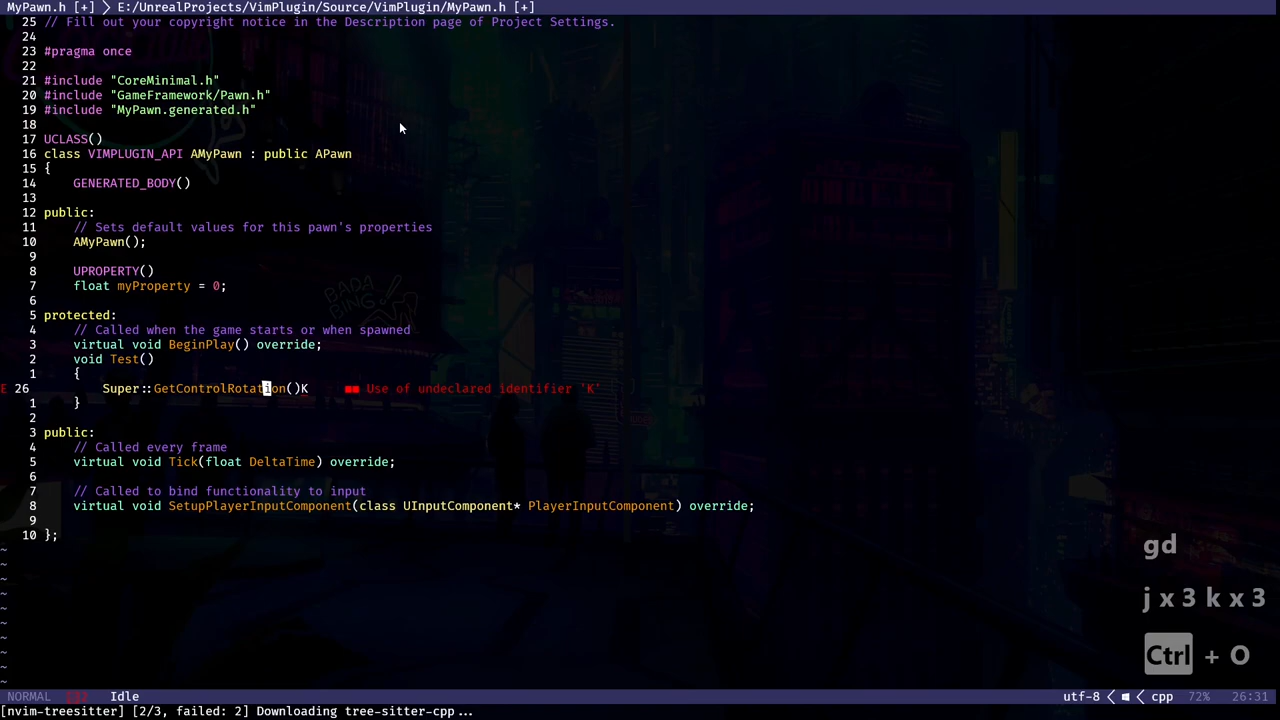 MyPawn.h [+] E:/UnrealProjects/VimPlugin/Source/VimPlugin/MyPawn.h [+]
25 // Fill out your copyright notice in the Description page of Project Settings.
24
23 #pragma once
22
21 #include "CoreMinimal.h"
20 #include "GameFramework/Pawn.h"
19 #include "MyPawn.generated.h"
18
17 UCLASS()
16 class VIMPLUGIN_API AMyPawn : public APawn
15 {
14 GENERATED_BODY()
13
12 public:
11 // Sets default values for this pawn's properties
10 AMyPawn();
9
8 UPROPERTY()
7 float myProperty = 0;
6
5 protected:
4 // Called when the game starts or when spawned
3 virtual void BeginPlay() override;
2 void Test()
1 {
E 26 Super::GetControlRotation()K ■■ Use of undeclared identifier 'K'
1 }
2
3 public:
4 // Called every frame
5 virtual void Tick(float DeltaTime) override;
6
7 // Called to bind functionality to input
8 virtual void SetupPlayerInputComponent(class UInputComponent* PlayerInputComponent) override;
9
10 };
~
~
~
~
~
~
~
~
~
~
BADA
BING!
gd
j x 3 k x 3
Ctrl + O
NORMAL Idle utf-8 cpp 72% 26:31
[nvim-treesitter] [2/3, failed: 2] Downloading tree-sitter-cpp...